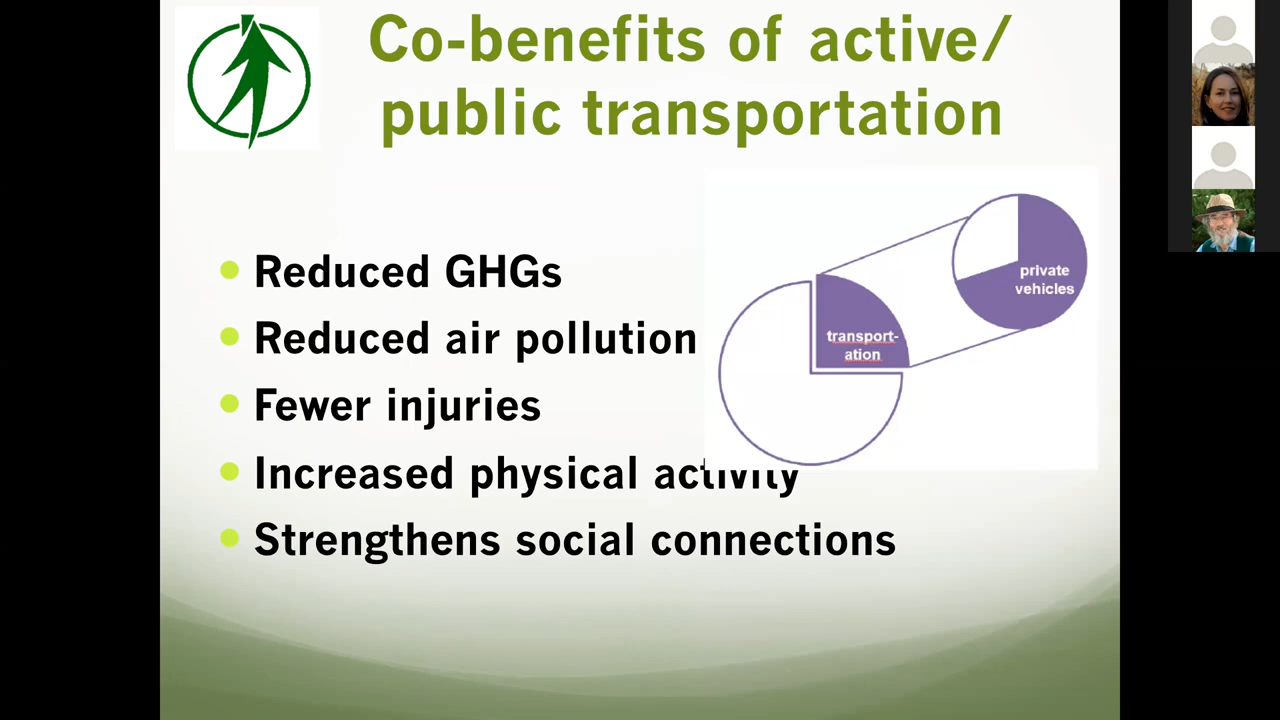 Co-benefits of active/
public transportation
Reduced GHGs
Reduced air pollution
Fewer injuries
Increased physical activity
Strengthens social connections
transport-
ation
private
vehicles